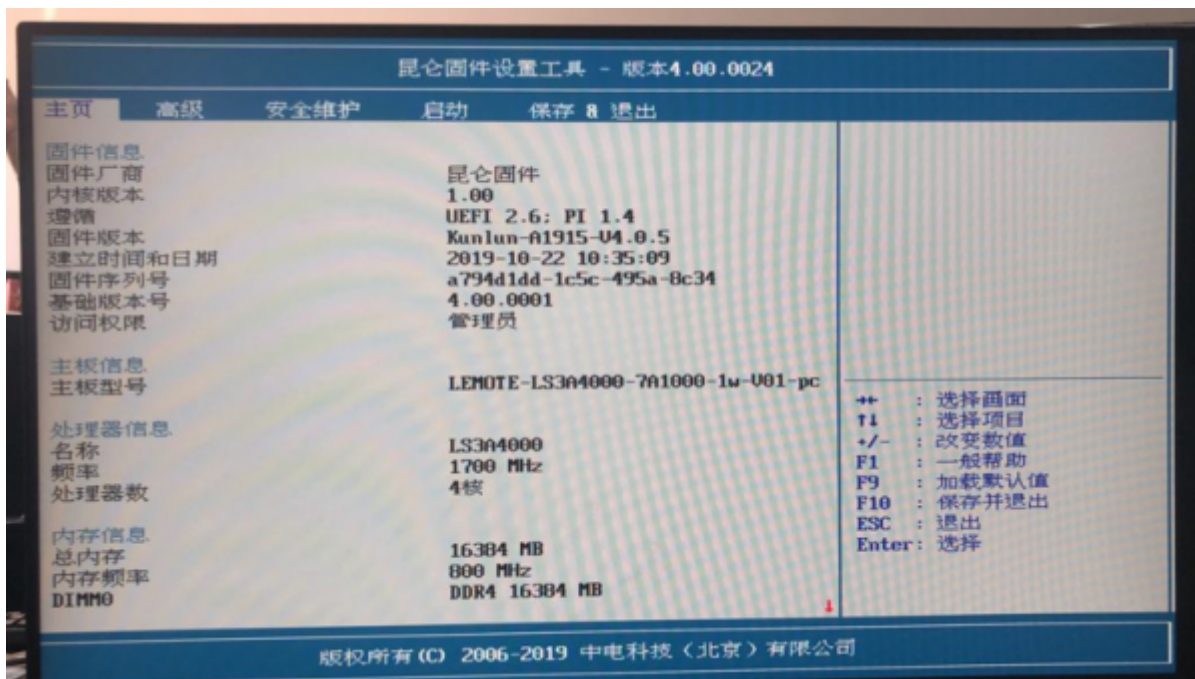 昆仑固件设置工具 - 版本4.00.0024
主页 高级 安全维护 启动 保存 & 退出
固件信息
固件厂商 昆仑固件
内核版本 1.00
遵循 UEFI 2.6; PI 1.4
固件版本 Kunlun-A1915-V4.0.5
建立时间和日期 2019-10-22 10:35:09
固件序列号 a794d1dd-1c5c-495a-8c34
基础版本号 4.00.0001
访问权限 管理员
主板信息
主板型号 LEMOTE-LS3A4000-7A1000-1w-V01-pc
处理器信息
名称 LS3A4000
频率 1700 MHz
处理器数 4核
内存信息
总内存 16384 MB
内存频率 800 MHz
DIMM0 DDR4 16384 MB
→← : 选择画面
↑↓ : 选择项目
+/- : 改变数值
F1 : 一般帮助
F9 : 加载默认值
F10 : 保存并退出
ESC : 退出
Enter: 选择
版权所有(C) 2006-2019 中电科技（北京）有限公司